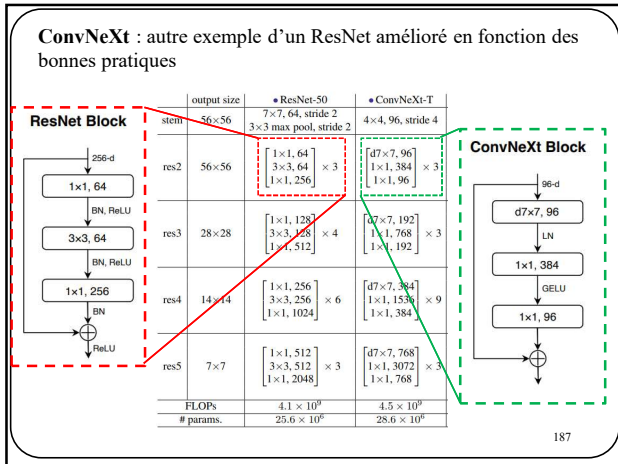 ConvNeXt : autre exemple d'un ResNet amélioré en fonction des
bonnes pratiques
ResNet Block
256-d
1×1, 64
BN, ReLU
3×3, 64
BN, ReLU
1×1, 256
BN
ReLU
output size
• ResNet-50
• ConvNeXt-T
stem
56×56
7×7, 64, stride 2
3×3 max pool, stride 2
4×4, 96, stride 4
res2
56×56
1×1, 64
3×3, 64
1×1, 256
× 3
d7×7, 96
1×1, 384
1×1, 96
× 3
res3
28×28
1×1, 128
3×3, 128
1×1, 512
× 4
d7×7, 192
1×1, 768
1×1, 192
× 3
res4
14×14
1×1, 256
3×3, 256
1×1, 1024
× 6
d7×7, 384
1×1, 1536
1×1, 384
× 9
res5
7×7
1×1, 512
3×3, 512
1×1, 2048
× 3
d7×7, 768
1×1, 3072
1×1, 768
× 3
FLOPs
4.1 × 10⁹
4.5 × 10⁹
# params.
25.6 × 10⁶
28.6 × 10⁶
ConvNeXt Block
96-d
d7×7, 96
LN
1×1, 384
GELU
1×1, 96
187